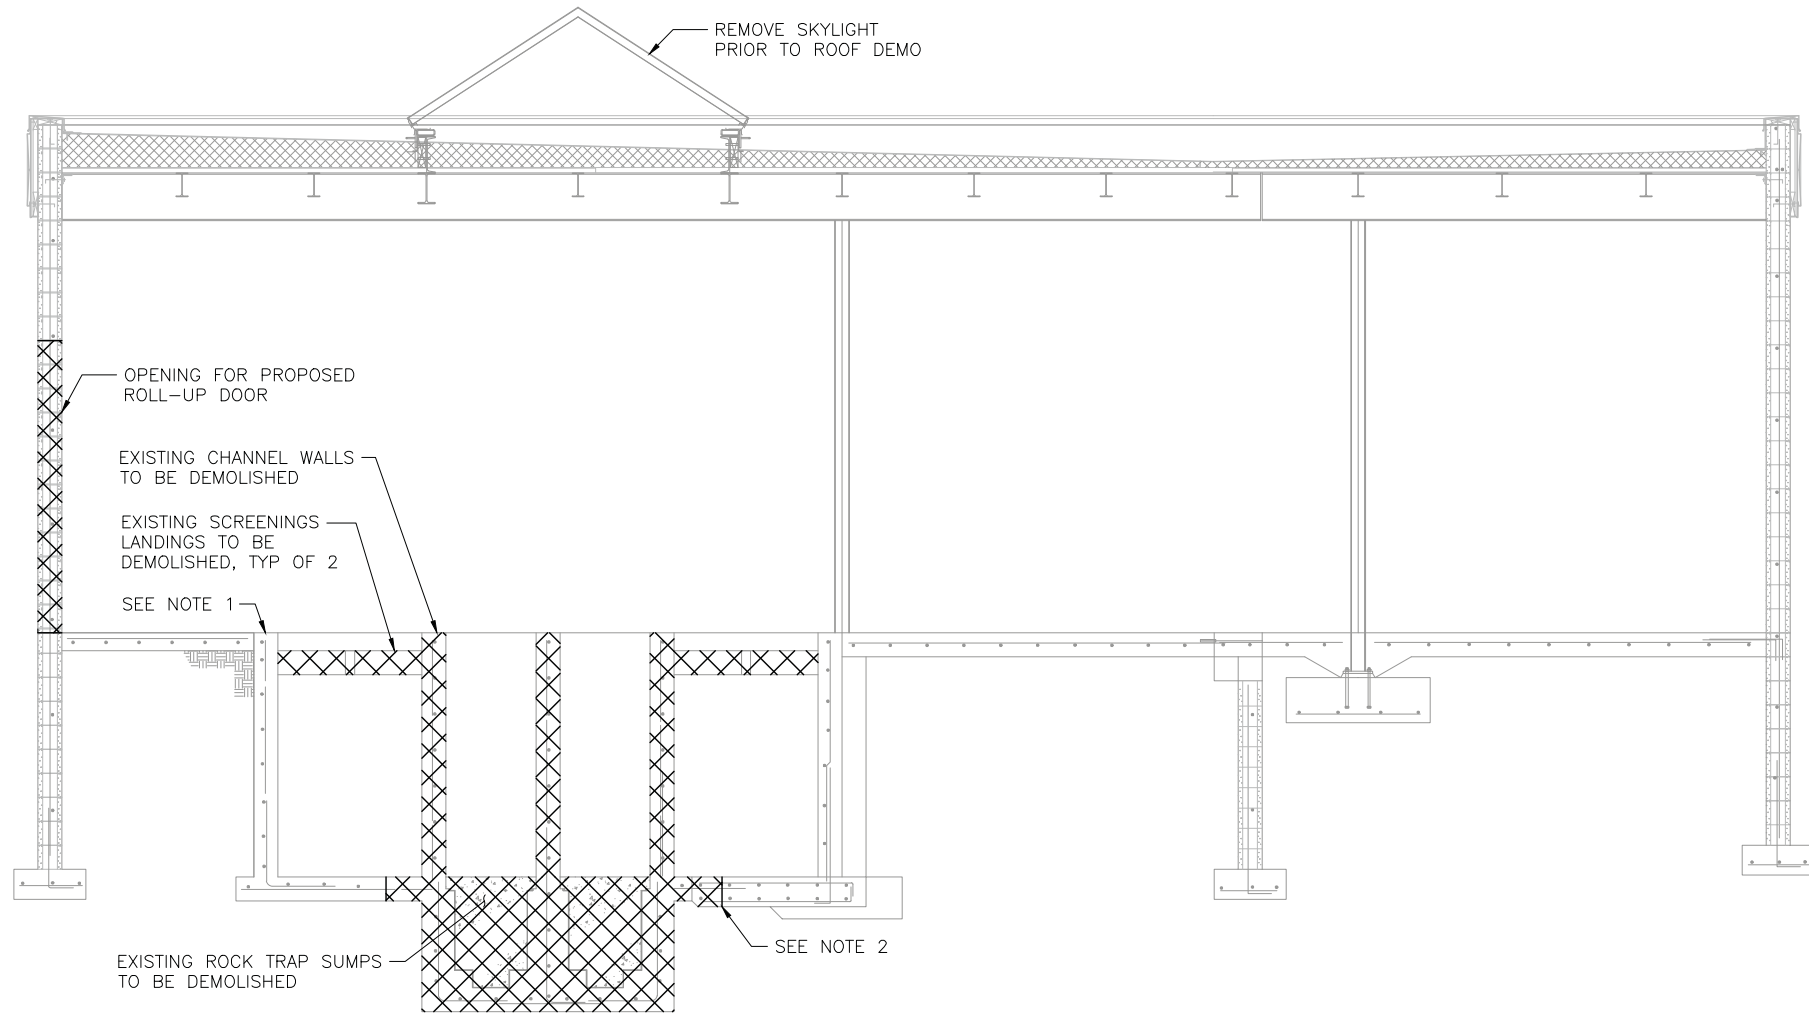 REMOVE SKYLIGHT
PRIOR TO ROOF DEMO
OPENING FOR PROPOSED
ROLL-UP DOOR
EXISTING CHANNEL WALLS
TO BE DEMOLISHED
EXISTING SCREENINGS
LANDINGS TO BE
DEMOLISHED, TYP OF 2
SEE NOTE 1
SEE NOTE 2
EXISTING ROCK TRAP SUMPS
TO BE DEMOLISHED